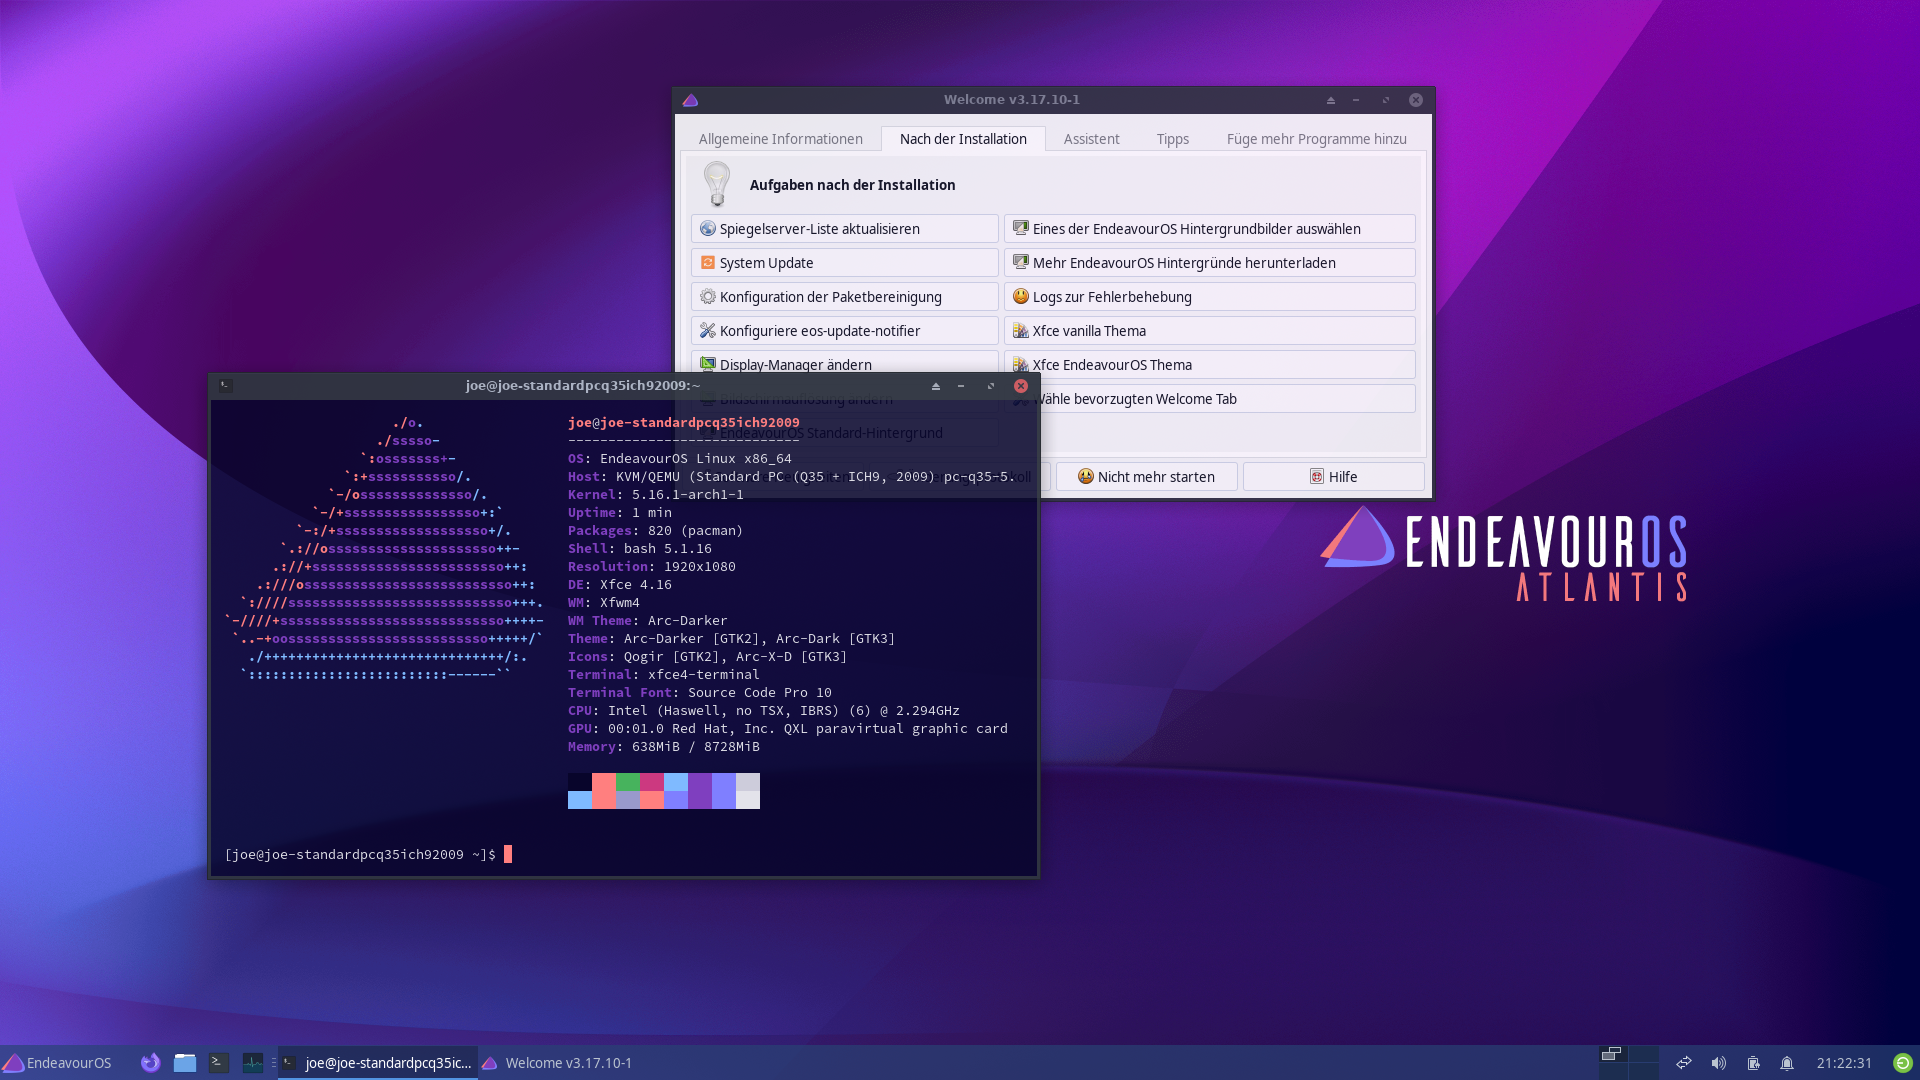 Welcome v3.17.10-1
Allgemeine Informationen
Nach der Installation
Assistent
Tipps
Füge mehr Programme hinzu
Aufgaben nach der Installation
Spiegelserver-Liste aktualisieren
Eines der EndeavourOS Hintergrundbilder auswählen
System Update
Mehr EndeavourOS Hintergründe herunterladen
Konfiguration der Paketbereinigung
Logs zur Fehlerbehebung
Konfiguriere eos-update-notifier
Xfce vanilla Thema
Display-Manager ändern
Xfce EndeavourOS Thema
Bildschirmauflösung ändern
Wähle bevorzugten Welcome Tab
EndeavourOS Standard-Hintergrund
Nicht mehr starten
Hilfe
joe@joe-standardpcq35ich92009:~
./o.
./sssso-
`:osssssss+-
`:+sssssssssso/.
`-/ossssssssssssso/.
`-/+sssssssssssssssso+:`
`-:/+sssssssssssssssssso+/.
`.://osssssssssssssssssssso++-
.://+ssssssssssssssssssssssso++:
.:///ossssssssssssssssssssssssso++:
`:////ssssssssssssssssssssssssssso+++.
`-////+ssssssssssssssssssssssssssso++++-
`..-+oosssssssssssssssssssssssso+++++/`
./++++++++++++++++++++++++++++++/:.
`:::::::::::::::::::::::::------``
joe@joe-standardpcq35ich92009
-----------------------------
OS: EndeavourOS Linux x86_64
Host: KVM/QEMU (Standard PC (Q35 + ICH9, 2009) pc-q35-5.
Kernel: 5.16.1-arch1-1
Uptime: 1 min
Packages: 820 (pacman)
Shell: bash 5.1.16
Resolution: 1920x1080
DE: Xfce 4.16
WM: Xfwm4
WM Theme: Arc-Darker
Theme: Arc-Darker [GTK2], Arc-Dark [GTK3]
Icons: Qogir [GTK2], Arc-X-D [GTK3]
Terminal: xfce4-terminal
Terminal Font: Source Code Pro 10
CPU: Intel (Haswell, no TSX, IBRS) (6) @ 2.294GHz
GPU: 00:01.0 Red Hat, Inc. QXL paravirtual graphic card
Memory: 638MiB / 8728MiB
[joe@joe-standardpcq35ich92009 ~]$
ENDEAVOUROS
ATLANTIS
EndeavourOS
joe@joe-standardpcq35ic...
Welcome v3.17.10-1
21:22:31